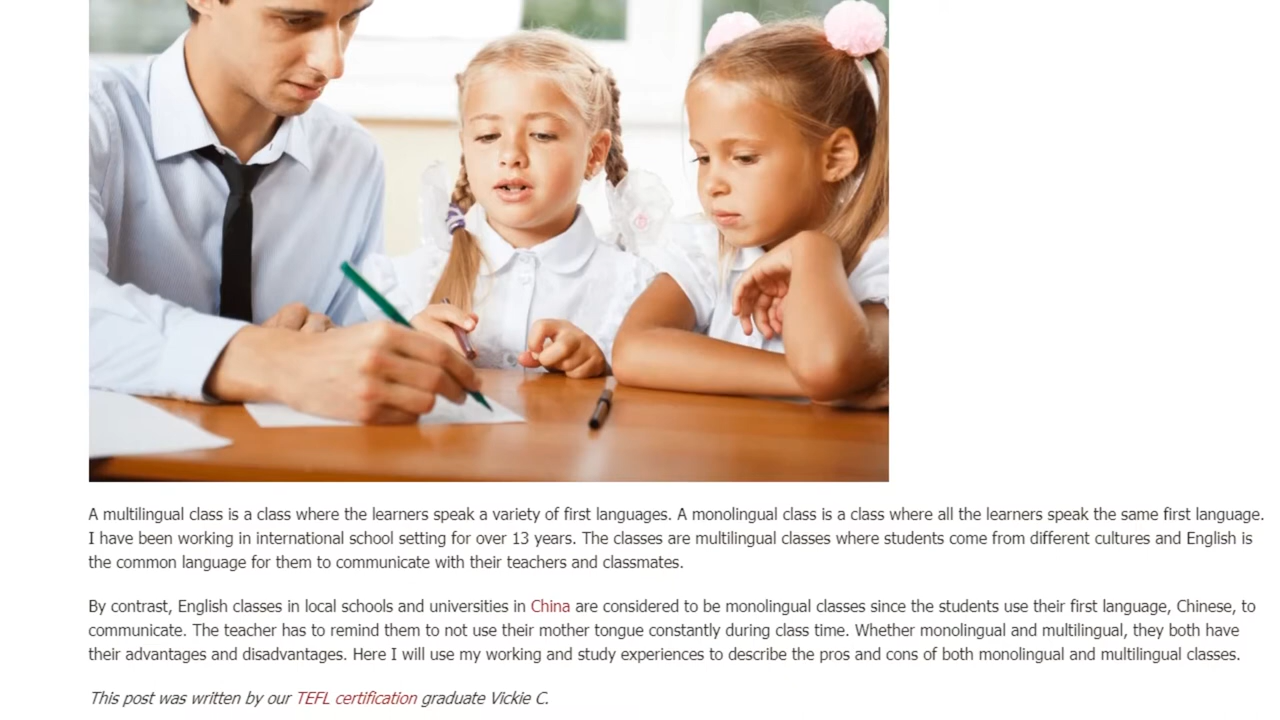 A multilingual class is a class where the learners speak a variety of first languages. A monolingual class is a class where all the learners speak the same first language.
I have been working in international school setting for over 13 years. The classes are multilingual classes where students come from different cultures and English is
the common language for them to communicate with their teachers and classmates.
By contrast, English classes in local schools and universities in China are considered to be monolingual classes since the students use their first language, Chinese, to
communicate. The teacher has to remind them to not use their mother tongue constantly during class time. Whether monolingual and multilingual, they both have
their advantages and disadvantages. Here I will use my working and study experiences to describe the pros and cons of both monolingual and multilingual classes.
This post was written by our TEFL certification graduate Vickie C.